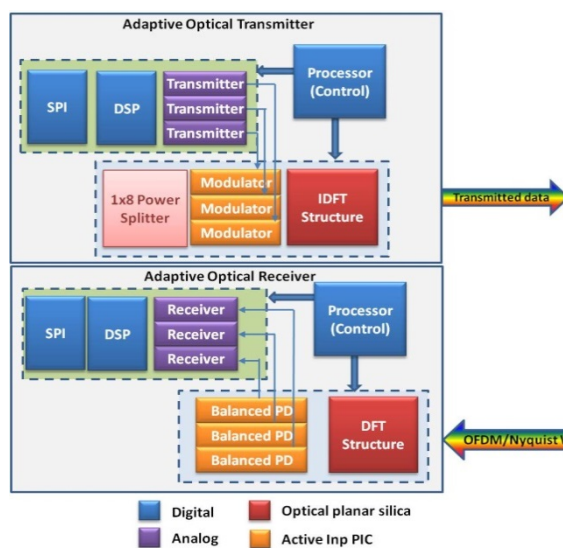 Adaptive Optical Transmitter
SPI
DSP
Transmitter
Transmitter
Transmitter
Processor
(Control)
1x8 Power
Splitter
Modulator
Modulator
Modulator
IDFT
Structure
Transmitted data
Adaptive Optical Receiver
SPI
DSP
Receiver
Receiver
Receiver
Processor
(Control)
Balanced PD
Balanced PD
Balanced PD
DFT
Structure
OFDM/Nyquist
Digital
Optical planar silica
Analog
Active Inp PIC